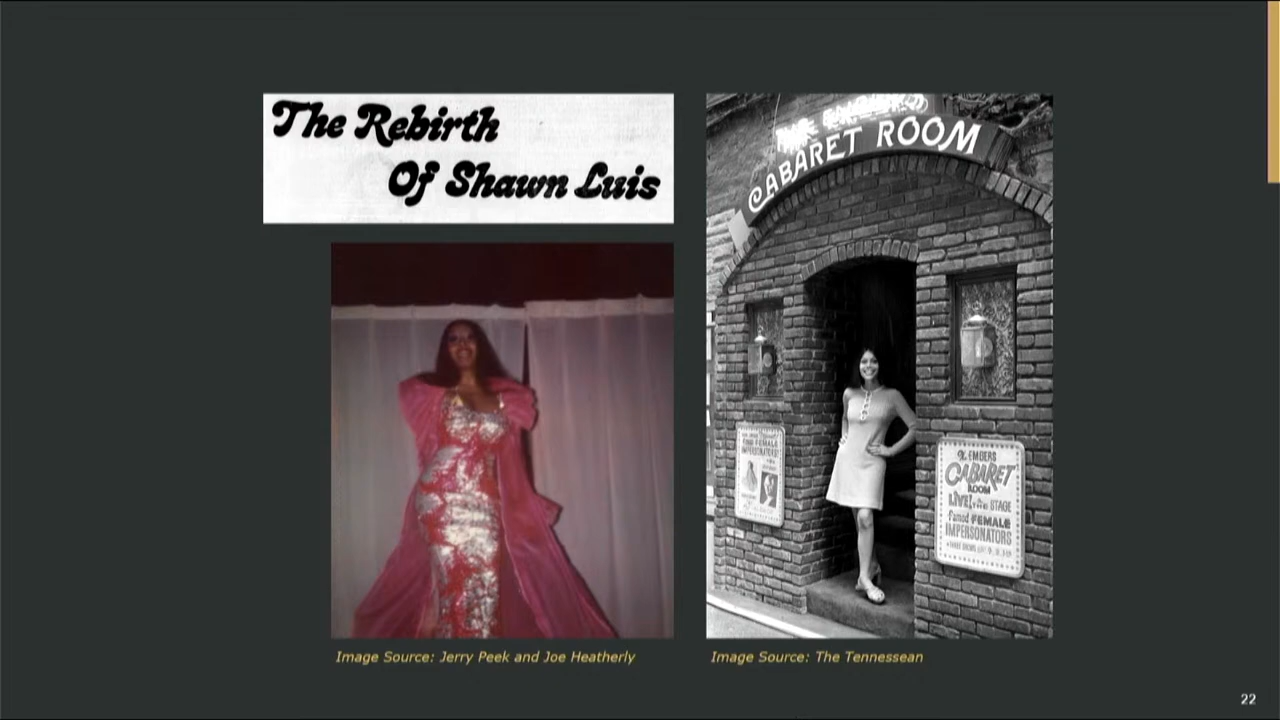 The Rebirth
Of Shawn Luis
CABARET ROOM
FEMALE
IMPERSONATORS
The EMBERS
CABARET
ROOM
LIVE! ON STAGE
famed FEMALE
IMPERSONATORS
Image Source: Jerry Peek and Joe Heatherly
Image Source: The Tennessean
22